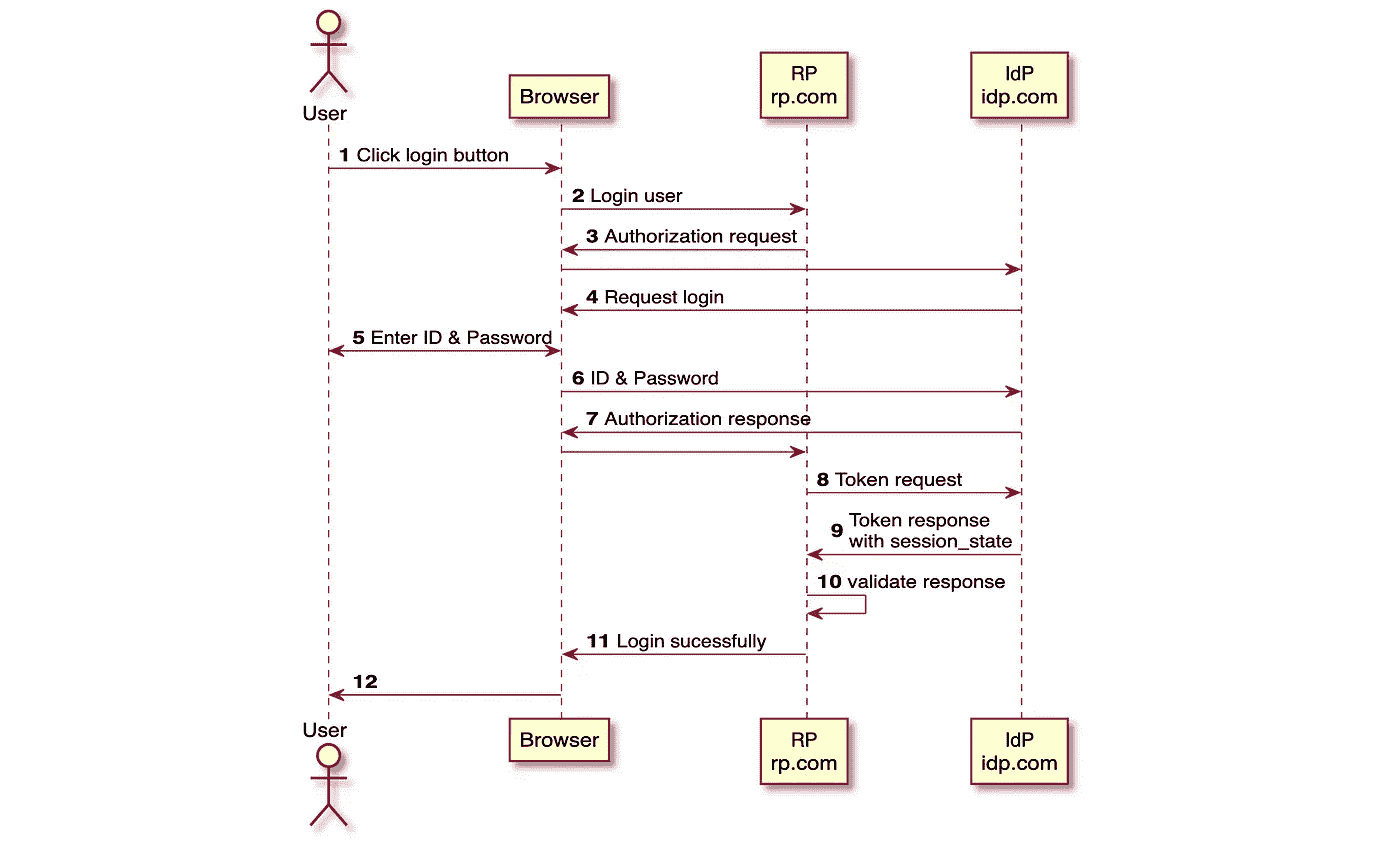 User
Browser
RP
rp.com
IdP
idp.com
1 Click login button
2 Login user
3 Authorization request
4 Request login
5 Enter ID & Password
6 ID & Password
7 Authorization response
8 Token request
9 Token response
with session_state
10 validate response
11 Login sucessfully
12
User
Browser
RP
rp.com
IdP
idp.com